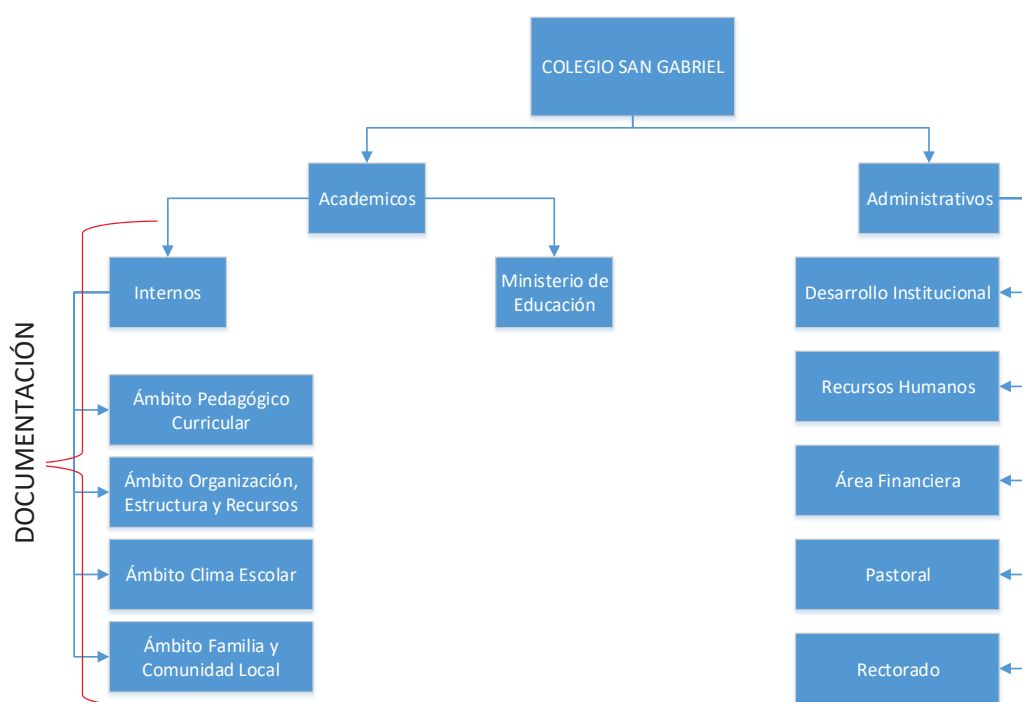 COLEGIO SAN GABRIEL
Academicos
Administrativos
Internos
Ministerio de
Educación
Desarrollo Institucional
DOCUMENTACIÓN
Ámbito Pedagógico
Curricular
Recursos Humanos
Ámbito Organización,
Estructura y Recursos
Área Financiera
Ámbito Clima Escolar
Pastoral
Ámbito Familia y
Comunidad Local
Rectorado